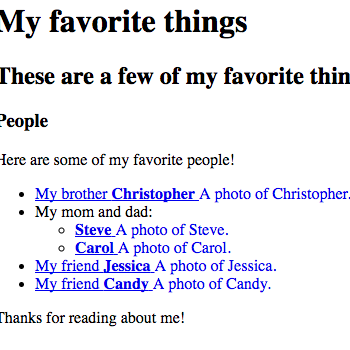 My favorite things
These are a few of my favorite thin
People
Here are some of my favorite people!
My brother Christopher A photo of Christopher.
My mom and dad:
Steve A photo of Steve.
Carol A photo of Carol.
My friend Jessica A photo of Jessica.
My friend Candy A photo of Candy.
Thanks for reading about me!